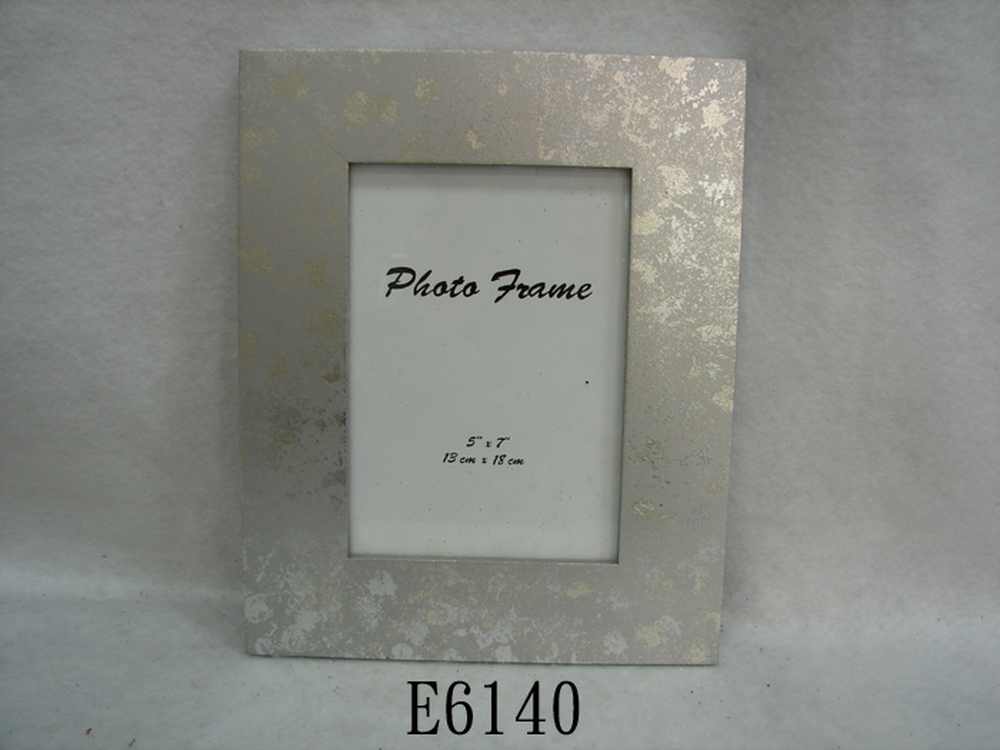 Photo Frame
5" x 7"
13 cm x 18 cm
E6140